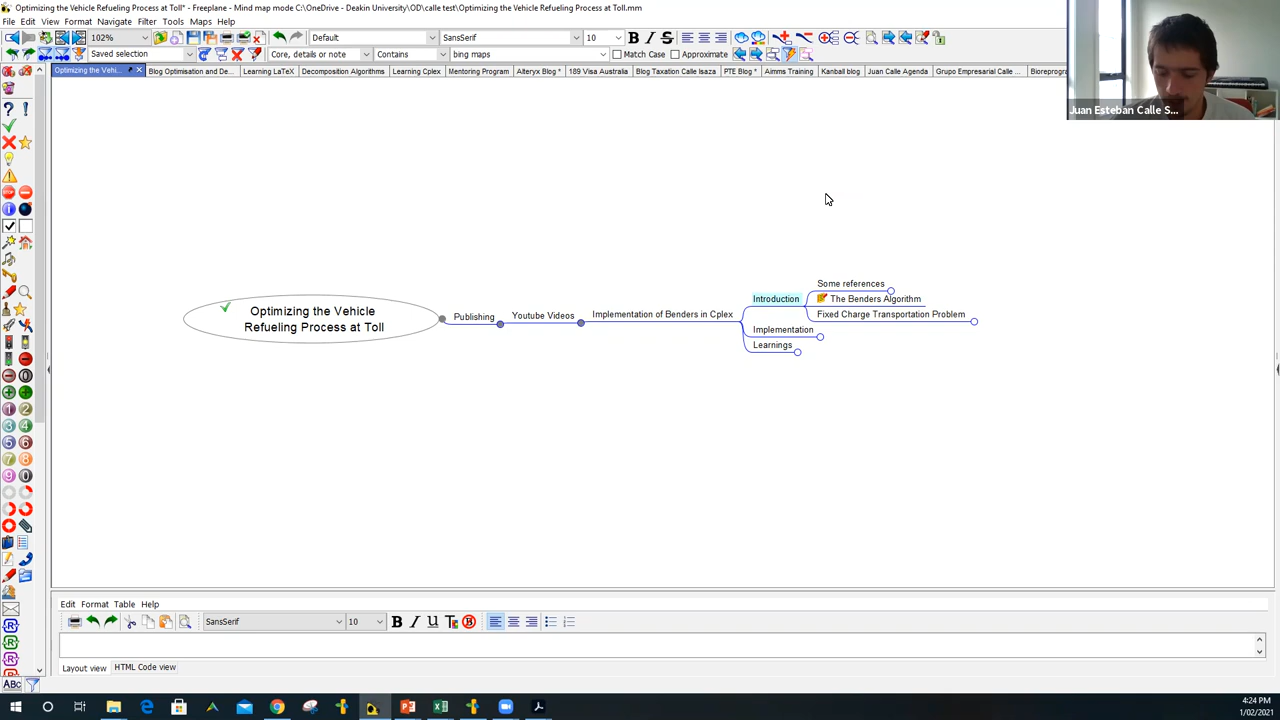 Optimizing the Vehicle Refueling Process at Toll* - Freeplane - Mind map mode C:\OneDrive - Deakin University\OD\calle test\Optimizing the Vehicle Refueling Process at Toll.mm
File Edit View Format Navigate Filter Tools Maps Help
102% Default SansSerif 10
Saved selection Core, details or note Contains bing maps Match Case Approximate
Optimizing the Vehi... Blog Optimisation and De... Learning LaTeX Decomposition Algorithms Learning Cplex Mentoring Program Alteryx Blog * 189 Visa Australia Blog Taxation Calle Isaza PTE Blog * Aimms Training Kanball blog Juan Calle Agenda Grupo Empresarial Calle ... Bioreprog
Juan Esteban Calle S...
STOP
Some references
Introduction The Benders Algorithm
Optimizing the Vehicle
Refueling Process at Toll
Publishing Youtube Videos Implementation of Benders in Cplex Fixed Charge Transportation Problem
Implementation
Learnings
Edit Format Table Help
SansSerif 10
Layout view HTML Code view
4:24 PM
1/02/2021